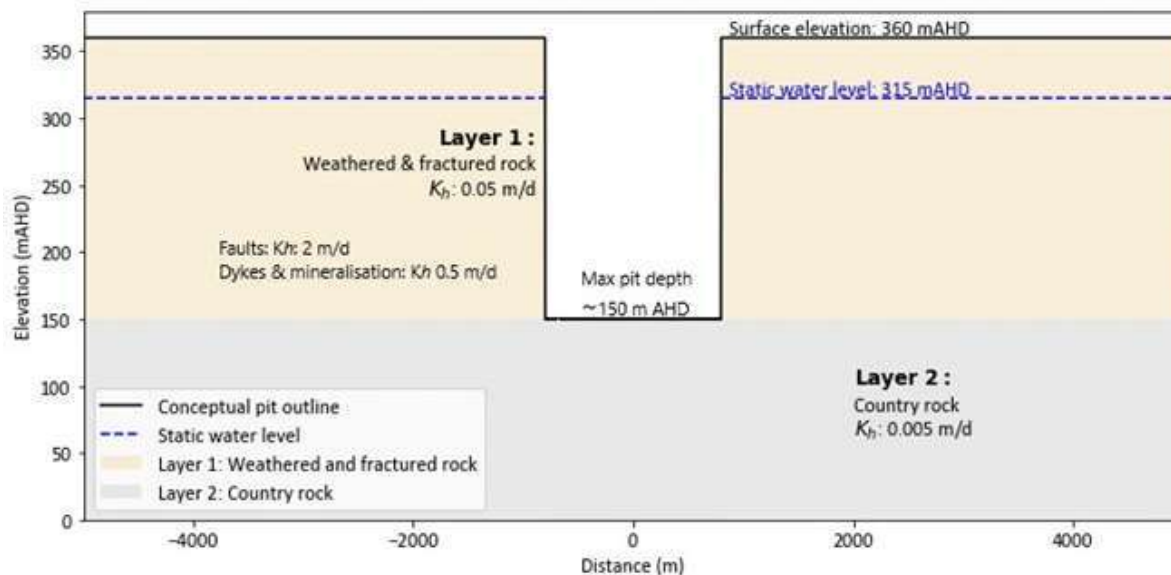 Surface elevation: 360 mAHD
Static water level: 315 mAHD
Layer 1 :
Weathered & fractured rock
Kh: 0.05 m/d
Faults: Kh: 2 m/d
Dykes & mineralisation: Kh 0.5 m/d
Max pit depth
~150 m AHD
Layer 2 :
Country rock
Kh: 0.005 m/d
Conceptual pit outline
Static water level
Layer 1: Weathered and fractured rock
Layer 2: Country rock
Elevation (mAHD)
350
300
250
200
150
100
50
0
−4000
−2000
0
2000
4000
Distance (m)